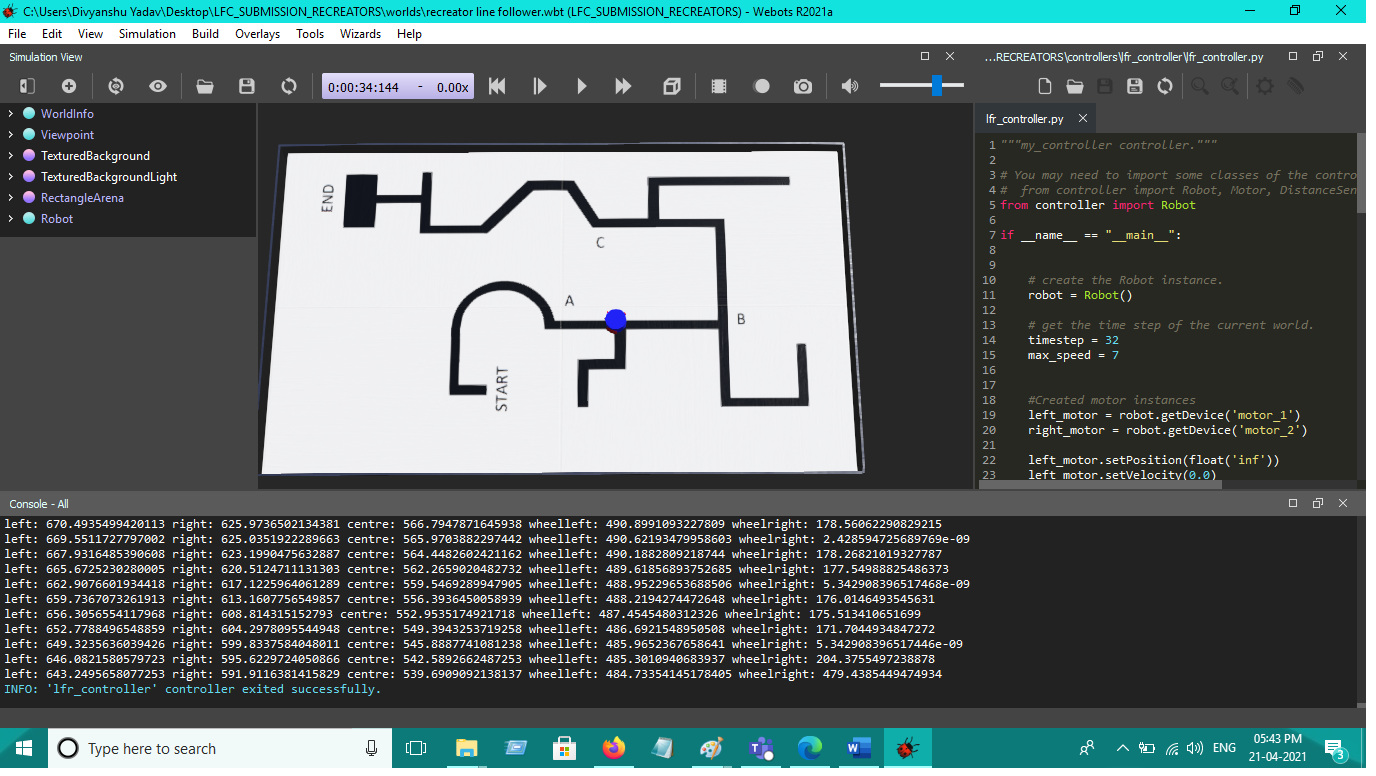 C:\Users\Divyanshu Yadav\Desktop\LFC_SUBMISSION_RECREATORS\worlds\recreator line follower.wbt (LFC_SUBMISSION_RECREATORS) - Webots R2021a
File Edit View Simulation Build Overlays Tools Wizards Help
Simulation View
0:00:34:144 - 0.00x
WorldInfo
Viewpoint
TexturedBackground
TexturedBackgroundLight
RectangleArena
Robot
END
C
A
B
START
...RECREATORS\controllers\lfr_controller\lfr_controller.py
lfr_controller.py
1 """my_controller controller."""
2
3 # You may need to import some classes of the contro
4 # from controller import Robot, Motor, DistanceSen
5 from controller import Robot
6
7 if __name__ == "__main__":
8
9
10 # create the Robot instance.
11 robot = Robot()
12
13 # get the time step of the current world.
14 timestep = 32
15 max_speed = 7
16
17
18 #Created motor instances
19 left_motor = robot.getDevice('motor_1')
20 right_motor = robot.getDevice('motor_2')
21
22 left_motor.setPosition(float('inf'))
23 left_motor.setVelocity(0.0)
Console - All
left: 670.4935499420113 right: 625.9736502134381 centre: 566.7947871645938 wheelleft: 490.8991093227809 wheelright: 178.56062290829215
left: 669.5511727797002 right: 625.0351922289663 centre: 565.9703882297442 wheelleft: 490.62193479958603 wheelright: 2.428594725689769e-09
left: 667.9316485390608 right: 623.1990475632887 centre: 564.4482602421162 wheelleft: 490.1882809218744 wheelright: 178.26821019327787
left: 665.6725230280005 right: 620.5124711131303 centre: 562.2659020482732 wheelleft: 489.61856893752685 wheelright: 177.54988825486373
left: 662.9076601934418 right: 617.1225964061289 centre: 559.5469289947905 wheelleft: 488.95229653688506 wheelright: 5.342908396517468e-09
left: 659.7367073261913 right: 613.1607756549857 centre: 556.3936450058939 wheelleft: 488.2194274472648 wheelright: 176.0146493545631
left: 656.3056554117968 right: 608.814315152793 centre: 552.9535174921718 wheelleft: 487.4545480312326 wheelright: 175.513410651699
left: 652.7788496548859 right: 604.2978095544948 centre: 549.3943253719258 wheelleft: 486.6921548950508 wheelright: 171.7044934847272
left: 649.3235636039426 right: 599.8337584048011 centre: 545.8887741081238 wheelleft: 485.9652367658641 wheelright: 5.342908396517446e-09
left: 646.0821580579723 right: 595.6229724050866 centre: 542.5892662487253 wheelleft: 485.3010940683937 wheelright: 204.3755497238878
left: 643.2495658077253 right: 591.9116381415829 centre: 539.6909092138137 wheelleft: 484.73354145178405 wheelright: 479.4385449474934
INFO: 'lfr_controller' controller exited successfully.
Type here to search
ENG
05:43 PM
21-04-2021
3